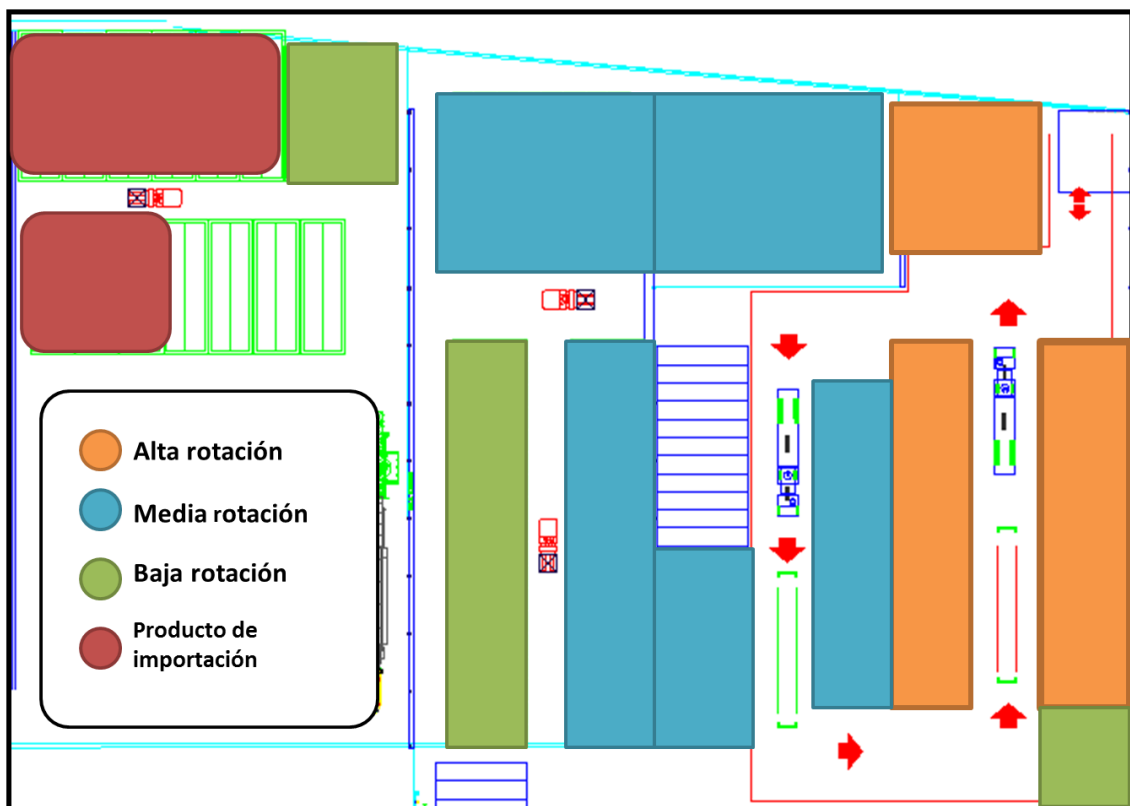 Alta rotación
Media rotación
Baja rotación
Producto de
importación